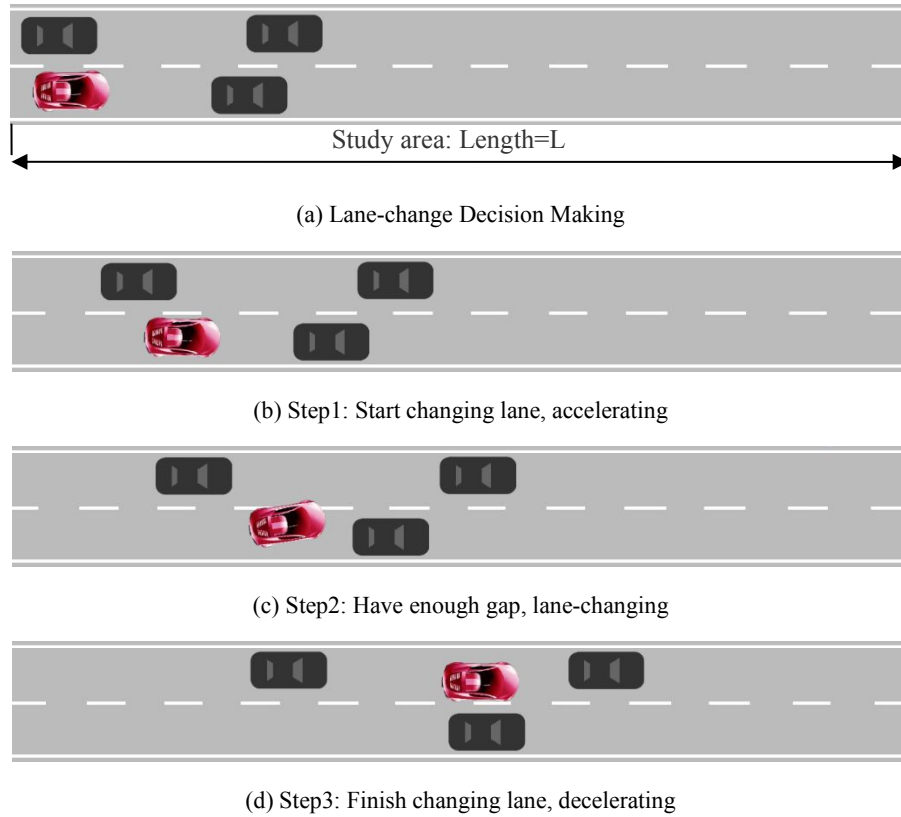 Study area: Length=L
(a) Lane-change Decision Making
(b) Step1: Start changing lane, accelerating
(c) Step2: Have enough gap, lane-changing
(d) Step3: Finish changing lane, decelerating